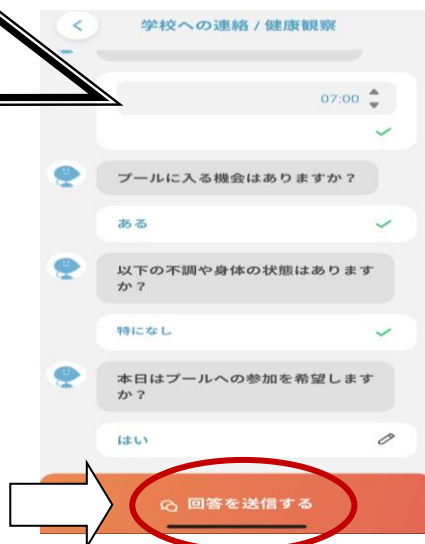 学校への連絡 / 健康観察
07:00
プールに入る機会はありますか？
ある
以下の不調や身体の状態はあります
か？
特になし
本日はプールへの参加を希望します
か？
はい
回答を送信する